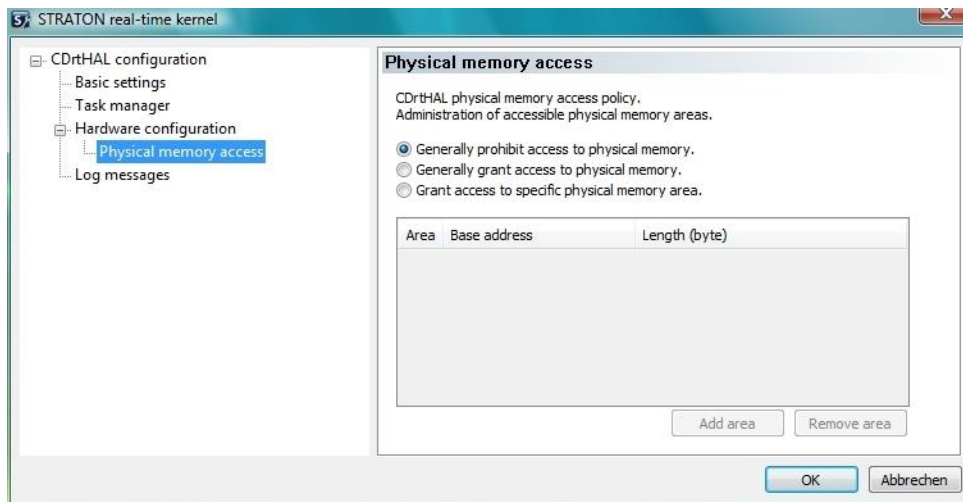 STRATON real-time kernel
CDrtHAL configuration
Basic settings
Task manager
Hardware configuration
Physical memory access
Log messages
Physical memory access
CDrtHAL physical memory access policy.
Administration of accessible physical memory areas.
Generally prohibit access to physical memory.
Generally grant access to physical memory.
Grant access to specific physical memory area.
Area Base address Length (byte)
Add area Remove area
OK Abbrechen